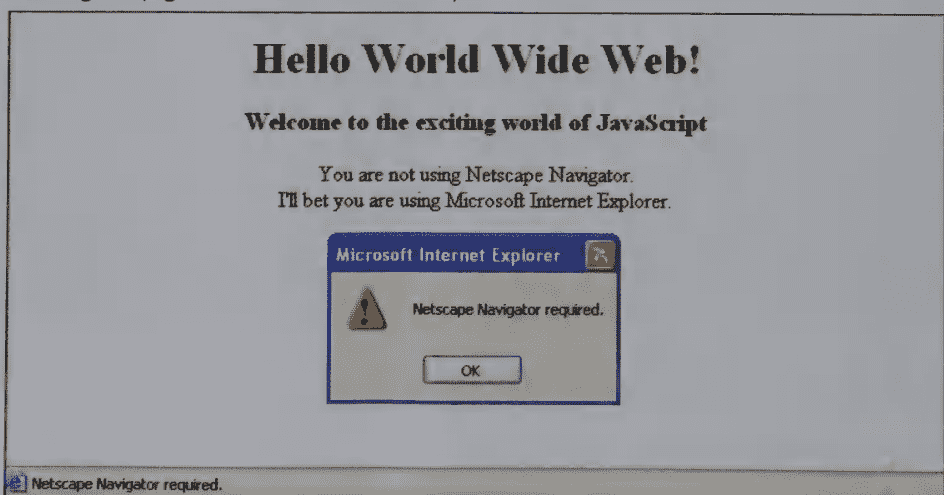 Hello World Wide Web!
Welcome to the exciting world of JavaScript
You are not using Netscape Navigator.
I'll bet you are using Microsoft Internet Explorer.
Microsoft Internet Explorer
Netscape Navigator required.
OK
Netscape Navigator required.